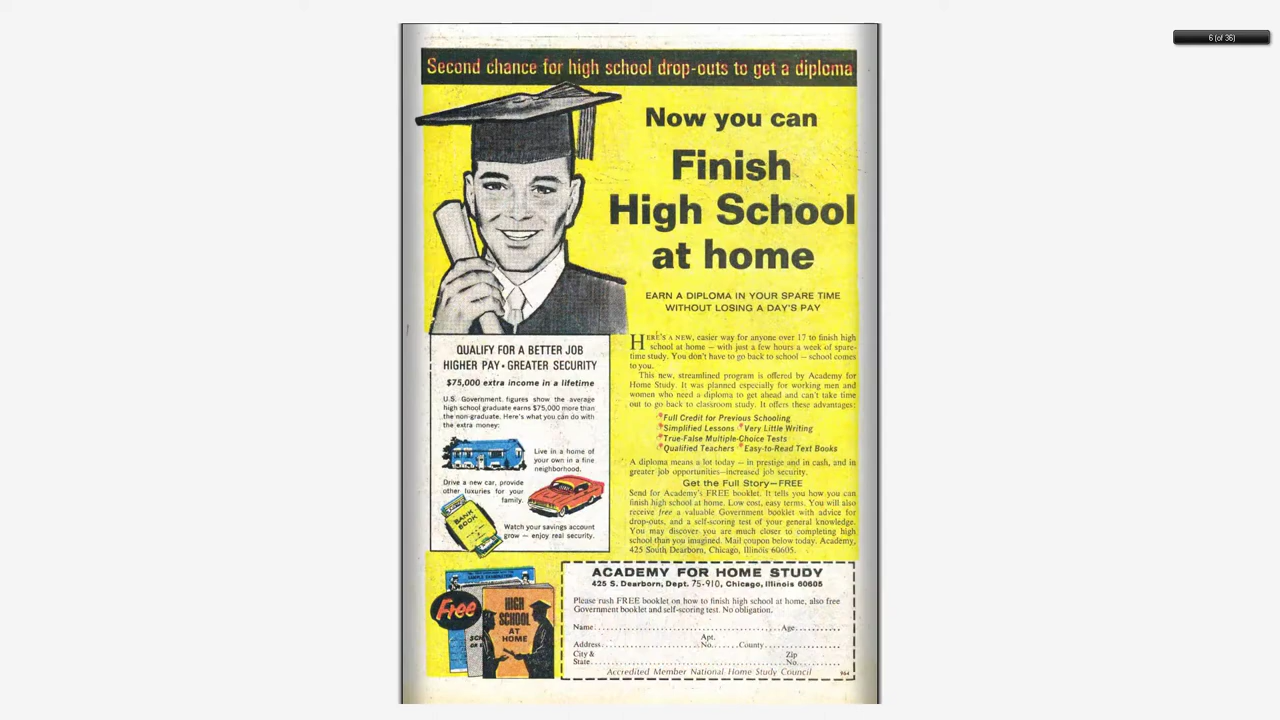 6 (of 36)
Second chance for high school drop-outs to get a diploma
Now you can
Finish
High School
at home
EARN A DIPLOMA IN YOUR SPARE TIME
WITHOUT LOSING A DAY'S PAY
HERE'S A NEW, easier way for anyone over 17 to finish high
school at home — with just a few hours a week of spare-
time study. You don't have to go back to school — school comes
to you.
This new, streamlined program is offered by Academy for
Home Study. It was planned especially for working men and
women who need a diploma to get ahead and can't take time
out to go back to classroom study. It offers these advantages:
*Full Credit for Previous Schooling
*Simplified Lessons *Very Little Writing
*True-False Multiple-Choice Tests
*Qualified Teachers *Easy-to-Read Text Books
A diploma means a lot today — in prestige and in cash, and in
greater job opportunities—increased job security.
Get the Full Story—FREE
Send for Academy's FREE booklet. It tells you how you can
finish high school at home. Low cost, easy terms. You will also
receive free a valuable Government booklet with advice for
drop-outs, and a self-scoring test of your general knowledge.
You may discover you are much closer to completing high
school than you imagined. Mail coupon below today. Academy,
425 South Dearborn, Chicago, Illinois 60605.
QUALIFY FOR A BETTER JOB
HIGHER PAY • GREATER SECURITY
$75,000 extra income in a lifetime
U.S. Government figures show the average
high school graduate earns $75,000 more than
the non-graduate. Here's what you can do with
the extra money:
Live in a home of
your own in a fine
neighborhood.
Drive a new car, provide
other luxuries for your
family.
BANK
BOOK
Watch your savings account
grow — enjoy real security.
Free
HIGH
SCHOOL
AT
HOME
ACADEMY FOR HOME STUDY
425 S. Dearborn, Dept. 75-910, Chicago, Illinois 60605
Please rush FREE booklet on how to finish high school at home, also free
Government booklet and self-scoring test. No obligation.
Name Age
Apt.
Address No. County
City & Zip
State No.
Accredited Member National Home Study Council 964